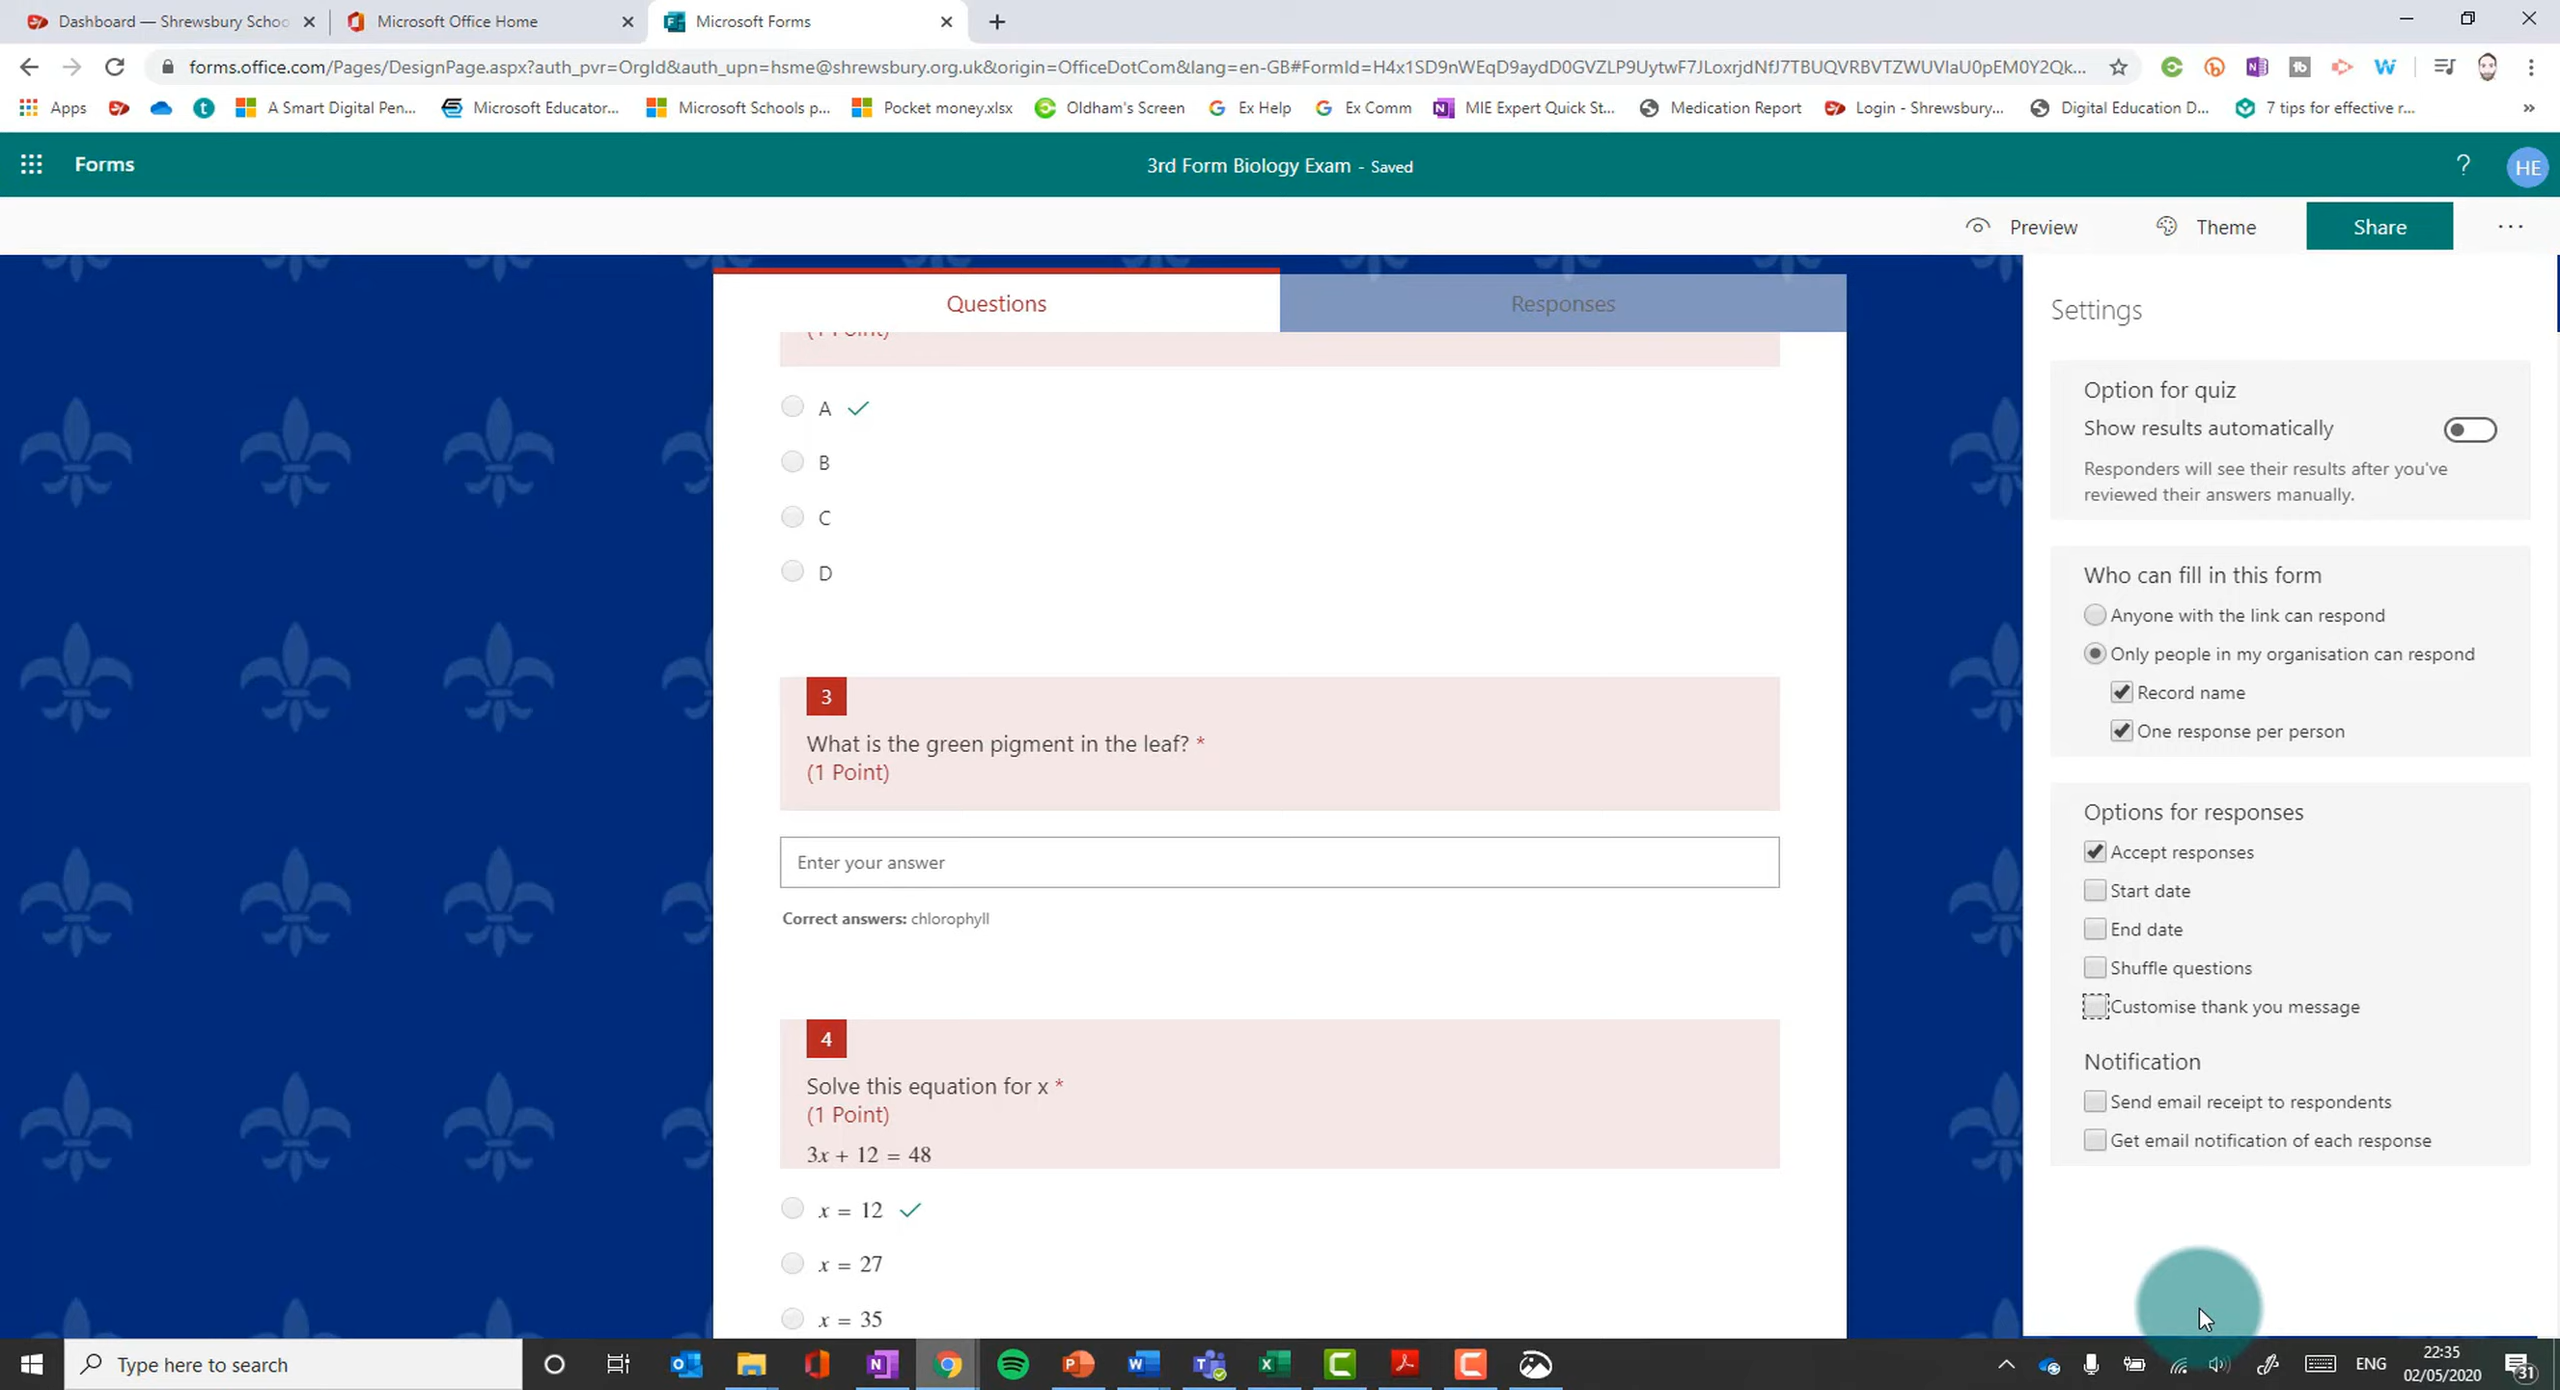 Dashboard — Shrewsbury Schoo
Microsoft Office Home
Microsoft Forms
forms.office.com/Pages/DesignPage.aspx?auth_pvr=OrgId&auth_upn=hsme@shrewsbury.org.uk&origin=OfficeDotCom&lang=en-GB#FormId=H4x1SD9nWEqD9aydD0GVZLP9UytwF7JLoxrjdNfJ7TBUQVRBVTZWUVlaU0pEM0Y2Qk...
Apps
A Smart Digital Pen...
Microsoft Educator...
Microsoft Schools p...
Pocket money.xlsx
Oldham's Screen
Ex Help
Ex Comm
MIE Expert Quick St...
Medication Report
Login - Shrewsbury...
Digital Education D...
7 tips for effective r...
Forms
3rd Form Biology Exam - Saved
?
HE
Preview
Theme
Share
Questions
Responses
(1 Point)
A
B
C
D
3
What is the green pigment in the leaf? *
(1 Point)
Enter your answer
Correct answers: chlorophyll
4
Solve this equation for x *
(1 Point)
3x + 12 = 48
x = 12
x = 27
x = 35
Settings
Option for quiz
Show results automatically
Responders will see their results after you've
reviewed their answers manually.
Who can fill in this form
Anyone with the link can respond
Only people in my organisation can respond
Record name
One response per person
Options for responses
Accept responses
Start date
End date
Shuffle questions
Customise thank you message
Notification
Send email receipt to respondents
Get email notification of each response
Type here to search
ENG
22:35
02/05/2020
31